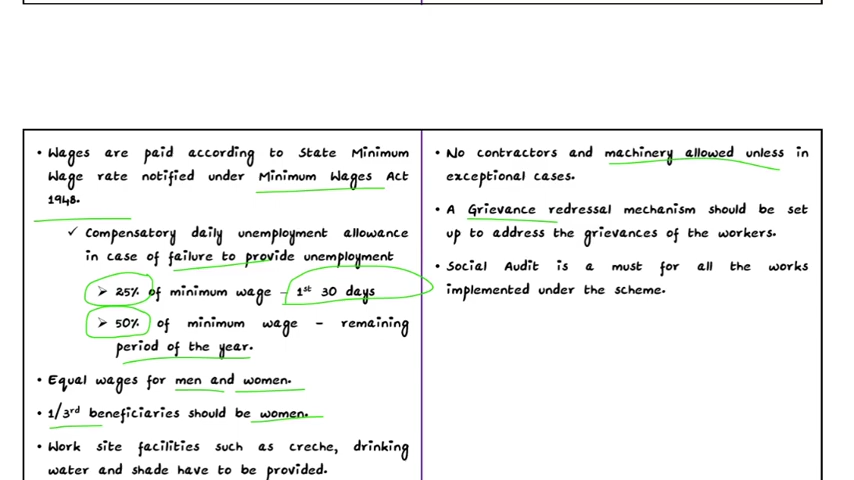 • Wages are paid according to State Minimum
Wage rate notified under Minimum Wages Act
1948.
✓ Compensatory daily unemployment allowance
in case of failure to provide unemployment
➢ 25% of minimum wage – 1st 30 days
➢ 50% of minimum wage – remaining
period of the year.
• Equal wages for men and women.
• 1/3rd beneficiaries should be women.
• Work site facilities such as creche, drinking
water and shade have to be provided.
• No contractors and machinery allowed unless in
exceptional cases.
• A Grievance redressal mechanism should be set
up to address the grievances of the workers.
• Social Audit is a must for all the works
implemented under the scheme.